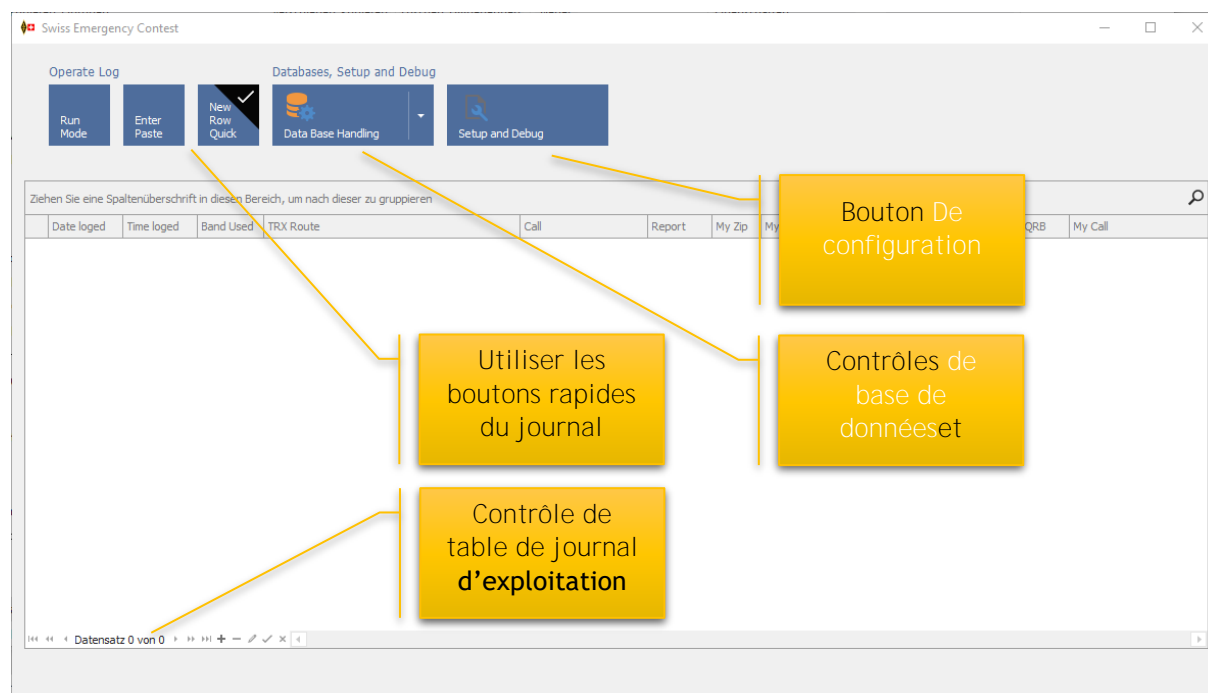 Swiss Emergency Contest
Operate Log
Databases, Setup and Debug
Run
Mode
Enter
Paste
New
Row
Quick
Data Base Handling
Setup and Debug
Ziehen Sie eine Spaltenüberschrift in diesen Bereich, um nach dieser zu gruppieren
Date loged Time loged Band Used TRX Route Call Report My Zip My QRB My Call
Bouton De
configuration
Utiliser les
boutons rapides
du journal
Contrôles de
base de
donnéeset
Contrôle de
table de journal
d’exploitation
Datensatz 0 von 0